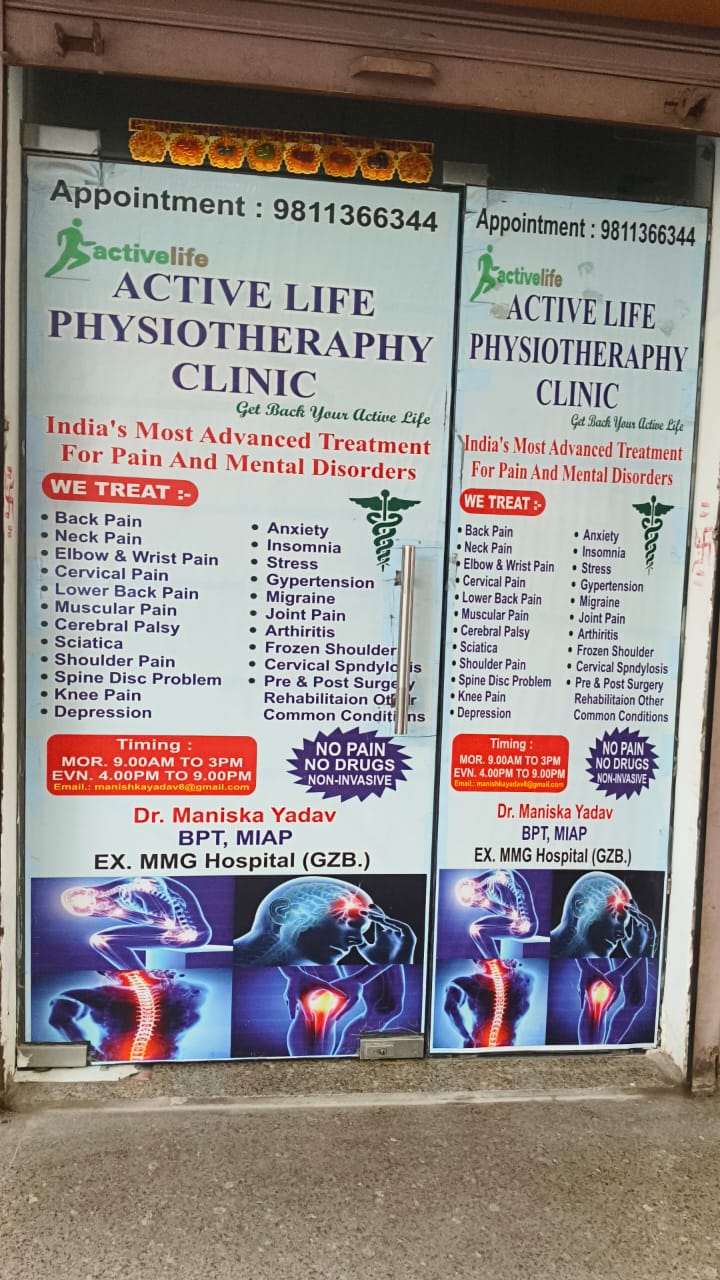 Appointment : 9811366344
activelife
ACTIVE LIFE
PHYSIOTHERAPHY
CLINIC
Get Back Your Active Life
India's Most Advanced Treatment
For Pain And Mental Disorders
WE TREAT :-
• Back Pain
• Neck Pain
• Elbow & Wrist Pain
• Cervical Pain
• Lower Back Pain
• Muscular Pain
• Cerebral Palsy
• Sciatica
• Shoulder Pain
• Spine Disc Problem
• Knee Pain
• Depression
• Anxiety
• Insomnia
• Stress
• Gypertension
• Migraine
• Joint Pain
• Arthiritis
• Frozen Shoulder
• Cervical Spndylosis
• Pre & Post Surgery
Rehabilitaion Other
Common Conditions
Timing :
MOR. 9.00AM TO 3PM
EVN. 4.00PM TO 9.00PM
Email.: manishkayadav8@gmail.com
NO PAIN
NO DRUGS
NON-INVASIVE
Dr. Maniska Yadav
BPT, MIAP
EX. MMG Hospital (GZB.)
Appointment : 9811366344
activelife
ACTIVE LIFE
PHYSIOTHERAPHY
CLINIC
Get Back Your Active Life
India's Most Advanced Treatment
For Pain And Mental Disorders
WE TREAT :-
• Back Pain
• Neck Pain
Elbow & Wrist Pain
• Cervical Pain
• Lower Back Pain
• Muscular Pain
• Cerebral Palsy
• Sciatica
• Shoulder Pain
• Spine Disc Problem
• Knee Pain
• Depression
• Anxiety
• Insomnia
• Stress
• Gypertension
• Migraine
• Joint Pain
• Arthiritis
• Frozen Shoulder
• Cervical Spndylosis
• Pre & Post Surgery
Rehabilitaion Other
Common Conditions
Timing :
MOR. 9.00AM TO 3PM
EVN. 4.00PM TO 9.00PM
Email.: manishkayadav8@gmail.com
NO PAIN
NO DRUGS
NON-INVASIVE
Dr. Maniska Yadav
BPT, MIAP
EX. MMG Hospital (GZB.)